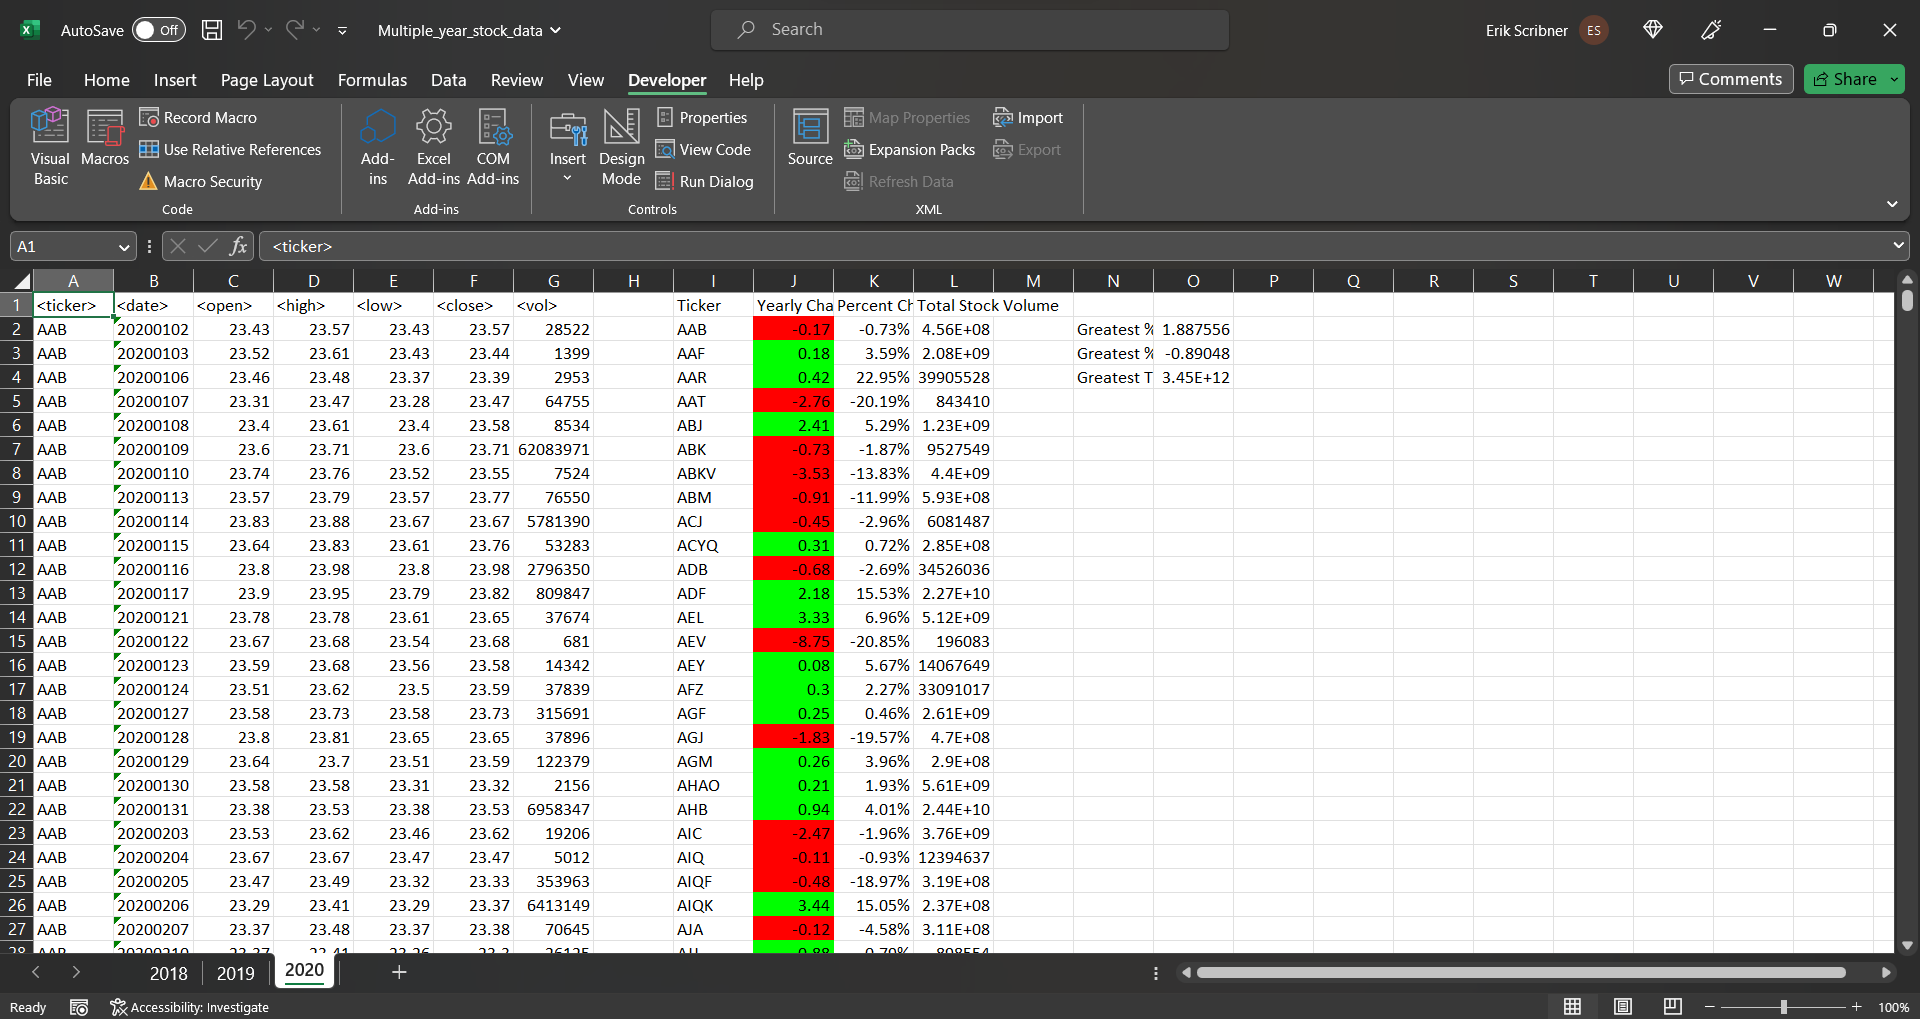 AutoSave Off Multiple_year_stock_data Search Erik Scribner ES
File Home Insert Page Layout Formulas Data Review View Developer Help Comments Share
Visual Basic Macros Record Macro Use Relative References Macro Security Code
Add-ins Excel Add-ins COM Add-ins Add-ins
Insert Design Mode Properties View Code Run Dialog Controls
Source Map Properties Expansion Packs Refresh Data Import Export XML
A1 fx <ticker>
A B C D E F G H I J K L M N O P Q R S T U V W
1 <ticker> <date> <open> <high> <low> <close> <vol> Ticker Yearly Cha Percent Ch Total Stock Volume
2 AAB 20200102 23.43 23.57 23.43 23.57 28522 AAB -0.17 -0.73% 4.56E+08 Greatest % 1.887556
3 AAB 20200103 23.52 23.61 23.43 23.44 1399 AAF 0.18 3.59% 2.08E+09 Greatest % -0.89048
4 AAB 20200106 23.46 23.48 23.37 23.39 2953 AAR 0.42 22.95% 39905528 Greatest T 3.45E+12
5 AAB 20200107 23.31 23.47 23.28 23.47 64755 AAT -2.76 -20.19% 843410
6 AAB 20200108 23.4 23.61 23.4 23.58 8534 ABJ 2.41 5.29% 1.23E+09
7 AAB 20200109 23.6 23.71 23.6 23.71 62083971 ABK -0.73 -1.87% 9527549
8 AAB 20200110 23.74 23.76 23.52 23.55 7524 ABKV -3.53 -13.83% 4.4E+09
9 AAB 20200113 23.57 23.79 23.57 23.77 76550 ABM -0.91 -11.99% 5.93E+08
10 AAB 20200114 23.83 23.88 23.67 23.67 5781390 ACJ -0.45 -2.96% 6081487
11 AAB 20200115 23.64 23.83 23.61 23.76 53283 ACYQ 0.31 0.72% 2.85E+08
12 AAB 20200116 23.8 23.98 23.8 23.98 2796350 ADB -0.68 -2.69% 34526036
13 AAB 20200117 23.9 23.95 23.79 23.82 809847 ADF 2.18 15.53% 2.27E+10
14 AAB 20200121 23.78 23.78 23.61 23.65 37674 AEL 3.33 6.96% 5.12E+09
15 AAB 20200122 23.67 23.68 23.54 23.68 681 AEV -8.75 -20.85% 196083
16 AAB 20200123 23.59 23.68 23.56 23.58 14342 AEY 0.08 5.67% 14067649
17 AAB 20200124 23.51 23.62 23.5 23.59 37839 AFZ 0.3 2.27% 33091017
18 AAB 20200127 23.58 23.73 23.58 23.73 315691 AGF 0.25 0.46% 2.61E+09
19 AAB 20200128 23.8 23.81 23.65 23.65 37896 AGJ -1.83 -19.57% 4.7E+08
20 AAB 20200129 23.64 23.7 23.51 23.59 122379 AGM 0.26 3.96% 2.9E+08
21 AAB 20200130 23.58 23.58 23.31 23.32 2156 AHAO 0.21 1.93% 5.61E+09
22 AAB 20200131 23.38 23.53 23.38 23.53 6958347 AHB 0.94 4.01% 2.44E+10
23 AAB 20200203 23.53 23.62 23.46 23.62 19206 AIC -2.47 -1.96% 3.76E+09
24 AAB 20200204 23.67 23.67 23.47 23.47 5012 AIQ -0.11 -0.93% 12394637
25 AAB 20200205 23.47 23.49 23.32 23.33 353963 AIQF -0.48 -18.97% 3.19E+08
26 AAB 20200206 23.29 23.41 23.29 23.37 6413149 AIQK 3.44 15.05% 2.37E+08
27 AAB 20200207 23.37 23.48 23.37 23.38 70645 AJA -0.12 -4.58% 3.11E+08
28 AAB 20200210
2018 2019 2020
Ready Accessibility: Investigate 100%